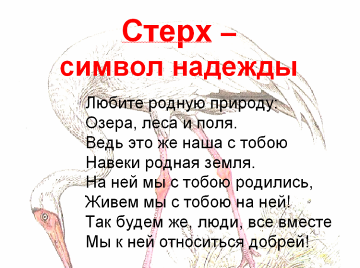 Стерх –
символ надежды
Любите родную природу:
Озера, леса и поля.
Ведь это же наша с тобою
Навеки родная земля.
На ней мы с тобою родились,
Живем мы с тобою на ней!
Так будем же, люди, все вместе
Мы к ней относиться добрей!